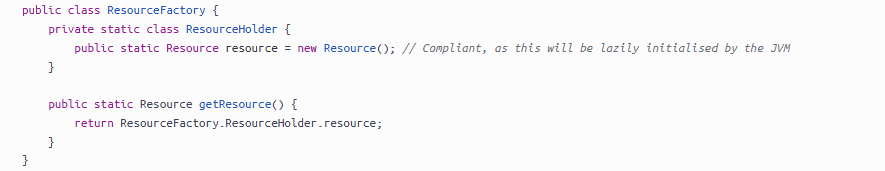 public class ResourceFactory {
    private static class ResourceHolder {
        public static Resource resource = new Resource(); // Compliant, as this will be lazily initialised by the JVM
    }

    public static Resource getResource() {
        return ResourceFactory.ResourceHolder.resource;
    }
}